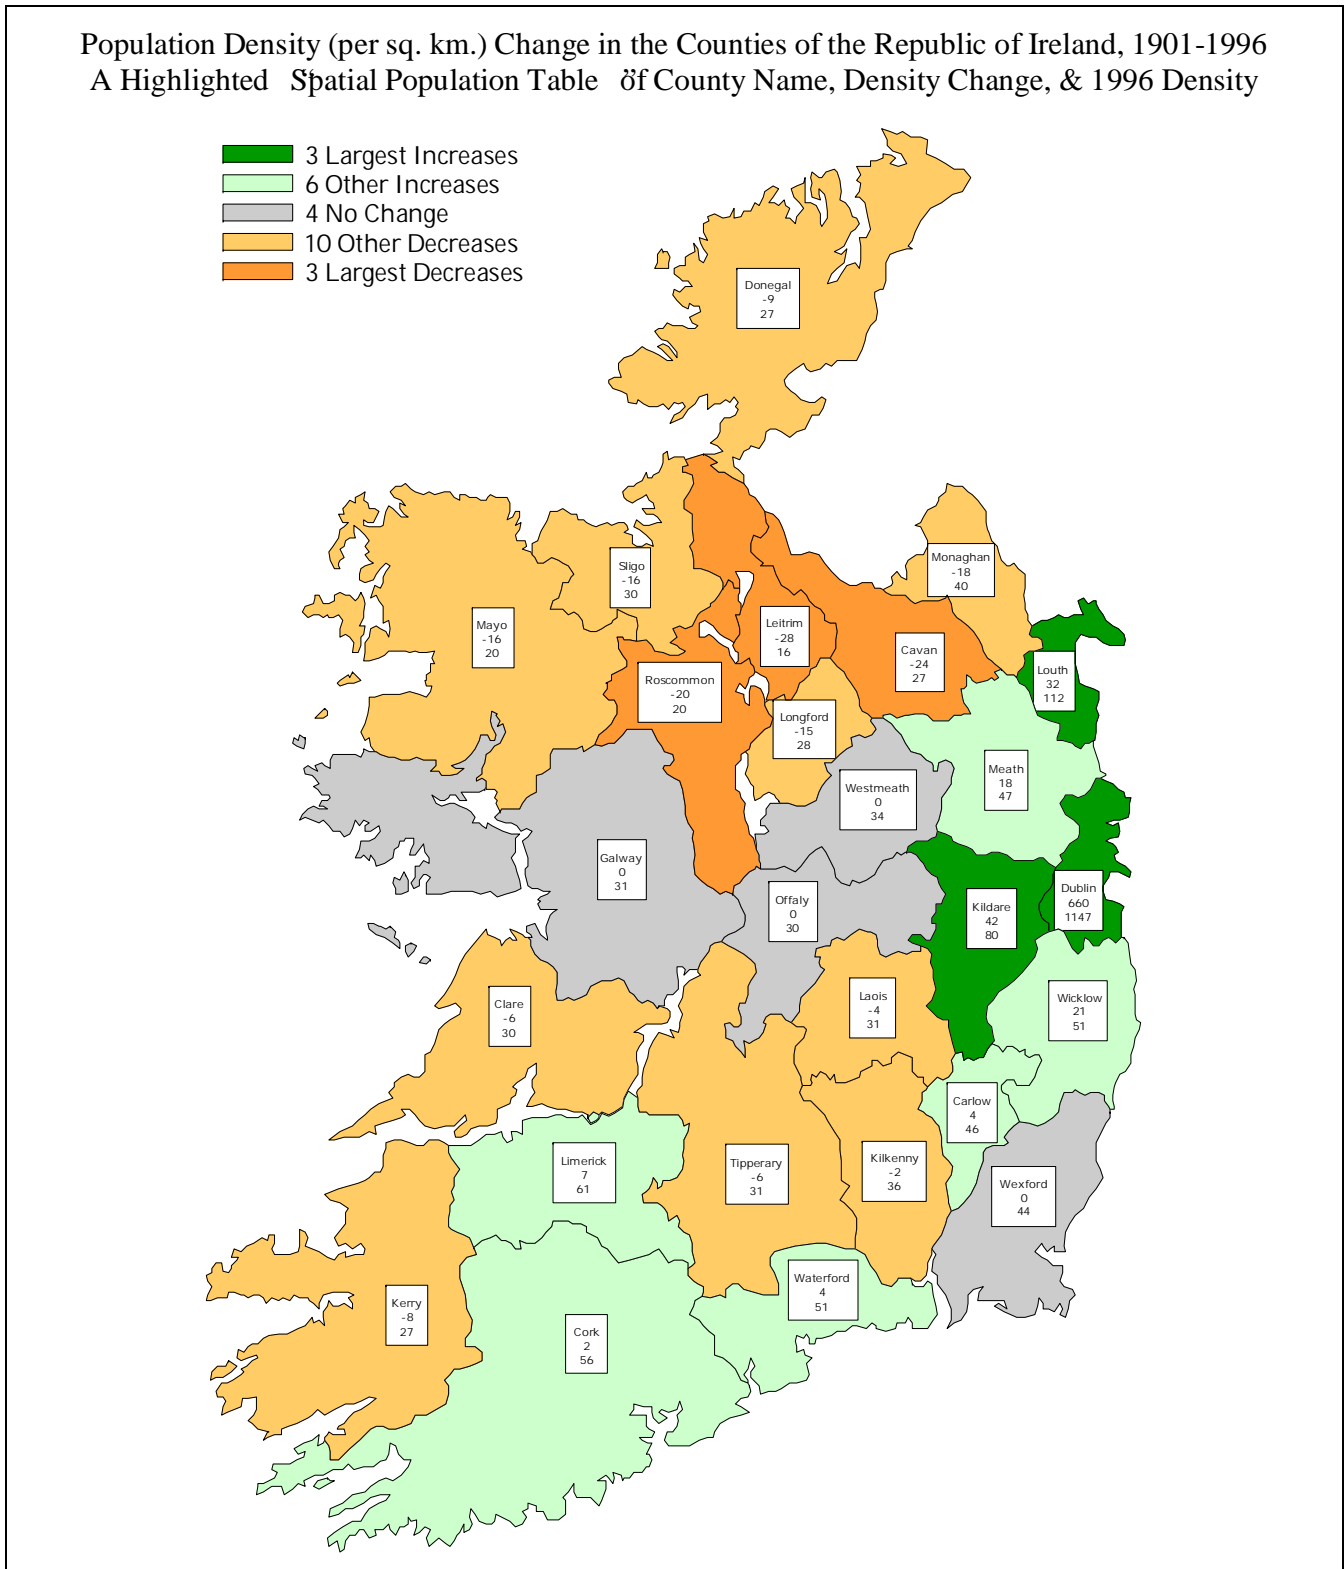 Population Density (per sq. km.) Change in the Counties of the Republic of Ireland, 1901-1996
A Highlighted “Spatial Population Table” of County Name, Density Change, & 1996 Density
3 Largest Increases
6 Other Increases
4 No Change
10 Other Decreases
3 Largest Decreases
Donegal
-9
27
Monaghan
-18
40
Sligo
-16
30
Mayo
-16
20
Leitrim
-28
16
Cavan
-24
27
Louth
32
112
Roscommon
-20
20
Longford
-15
28
Meath
18
47
Westmeath
0
34
Galway
0
31
Offaly
0
30
Kildare
42
80
Dublin
660
1147
Clare
-6
30
Laois
-4
31
Wicklow
21
51
Carlow
4
46
Limerick
7
61
Tipperary
-6
31
Kilkenny
-2
36
Wexford
0
44
Waterford
4
51
Kerry
-8
27
Cork
2
56